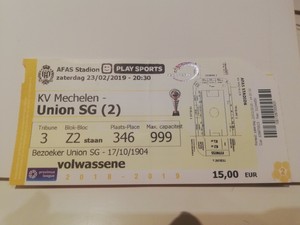 AFAS Stadion PLAY SPORTS
zaterdag 23/02/2019 - 20:30
KV Mechelen -
Union SG (2)
Tribune Blok-Bloc Plaats-Place Max. capaciteit
3 Z2 staan 346 999
Bezoeker Union SG - 17/10/1904
volwassene
2018-2019
15,00 EUR